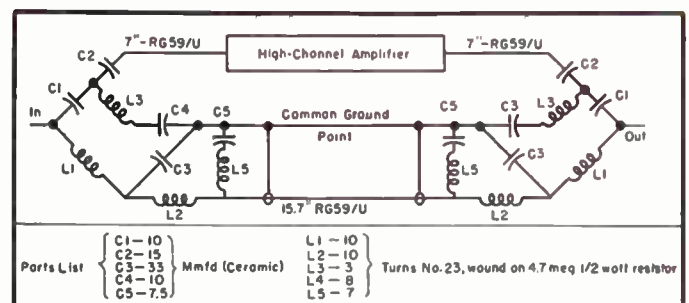 7"-RG59/U High-Channel Amplifier 7"-RG59/U
C2 C2
C1 L3 C4 C5 Common Ground C5 C3 L3 C1
In Point Out
L1 C3 L5 L5 C3 L1
L2 15.7" RG59/U L2
Parts List
C1-10
C2-15
C3-33
C4-10
C5-7.5
Mmfd (Ceramic)
L1-10
L2-10
L3-3
L4-8
L5-7
Turns No. 23, wound on 4.7 meg 1/2 watt resistor